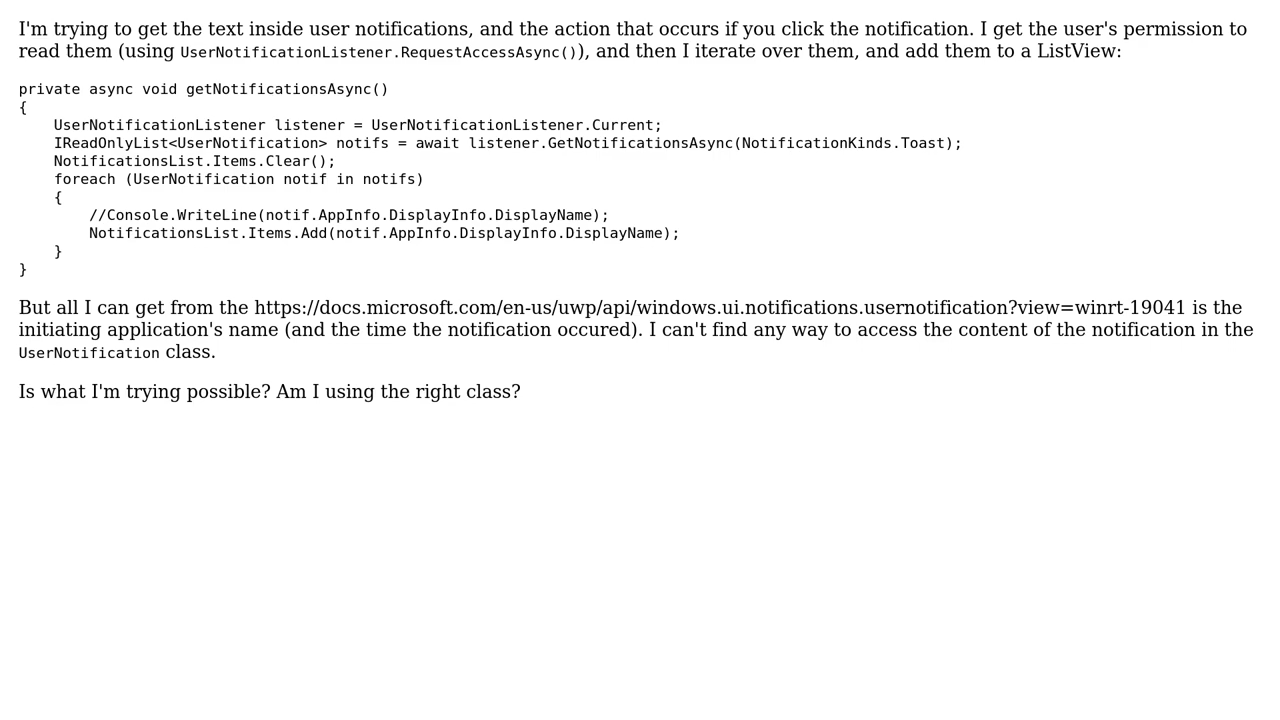 I'm trying to get the text inside user notifications, and the action that occurs if you click the notification. I get the user's permission to
read them (using UserNotificationListener.RequestAccessAsync()), and then I iterate over them, and add them to a ListView:
private async void getNotificationsAsync()
{
    UserNotificationListener listener = UserNotificationListener.Current;
    IReadOnlyList<UserNotification> notifs = await listener.GetNotificationsAsync(NotificationKinds.Toast);
    NotificationsList.Items.Clear();
    foreach (UserNotification notif in notifs)
    {
        //Console.WriteLine(notif.AppInfo.DisplayInfo.DisplayName);
        NotificationsList.Items.Add(notif.AppInfo.DisplayInfo.DisplayName);
    }
}
But all I can get from the https://docs.microsoft.com/en-us/uwp/api/windows.ui.notifications.usernotification?view=winrt-19041 is the
initiating application's name (and the time the notification occured). I can't find any way to access the content of the notification in the
UserNotification class.
Is what I'm trying possible? Am I using the right class?